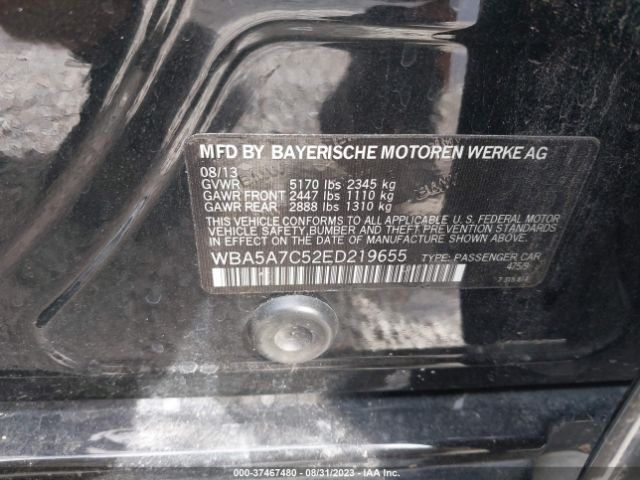 MFD BY BAYERISCHE MOTOREN WERKE AG
08/13
GVWR 5170 lbs 2345 kg
GAWR FRONT 2447 lbs 1110 kg
GAWR REAR 2888 lbs 1310 kg
THIS VEHICLE CONFORMS TO ALL APPLICABLE U.S. FEDERAL MOTOR
VEHICLE SAFETY, BUMPER AND THEFT PREVENTION STANDARDS
IN EFFECT ON THE DATE OF MANUFACTURE SHOWN ABOVE.
WBA5A7C52ED219655 TYPE: PASSENGER CAR
475/9
000-37467480 - 08/31/2023 - IAA Inc.